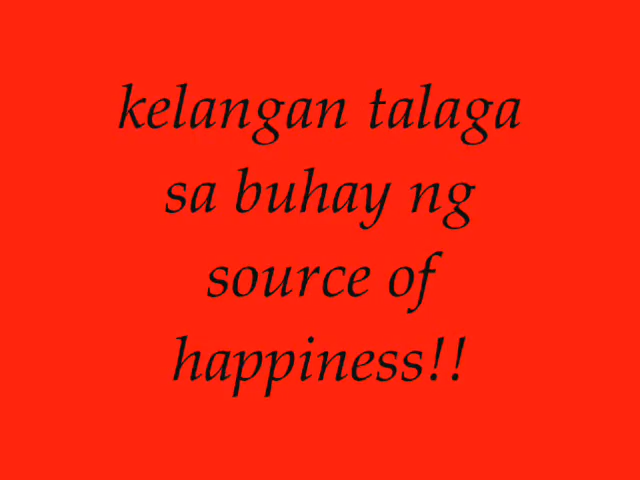 kelangan talaga
sa buhay ng
source of
happiness!!